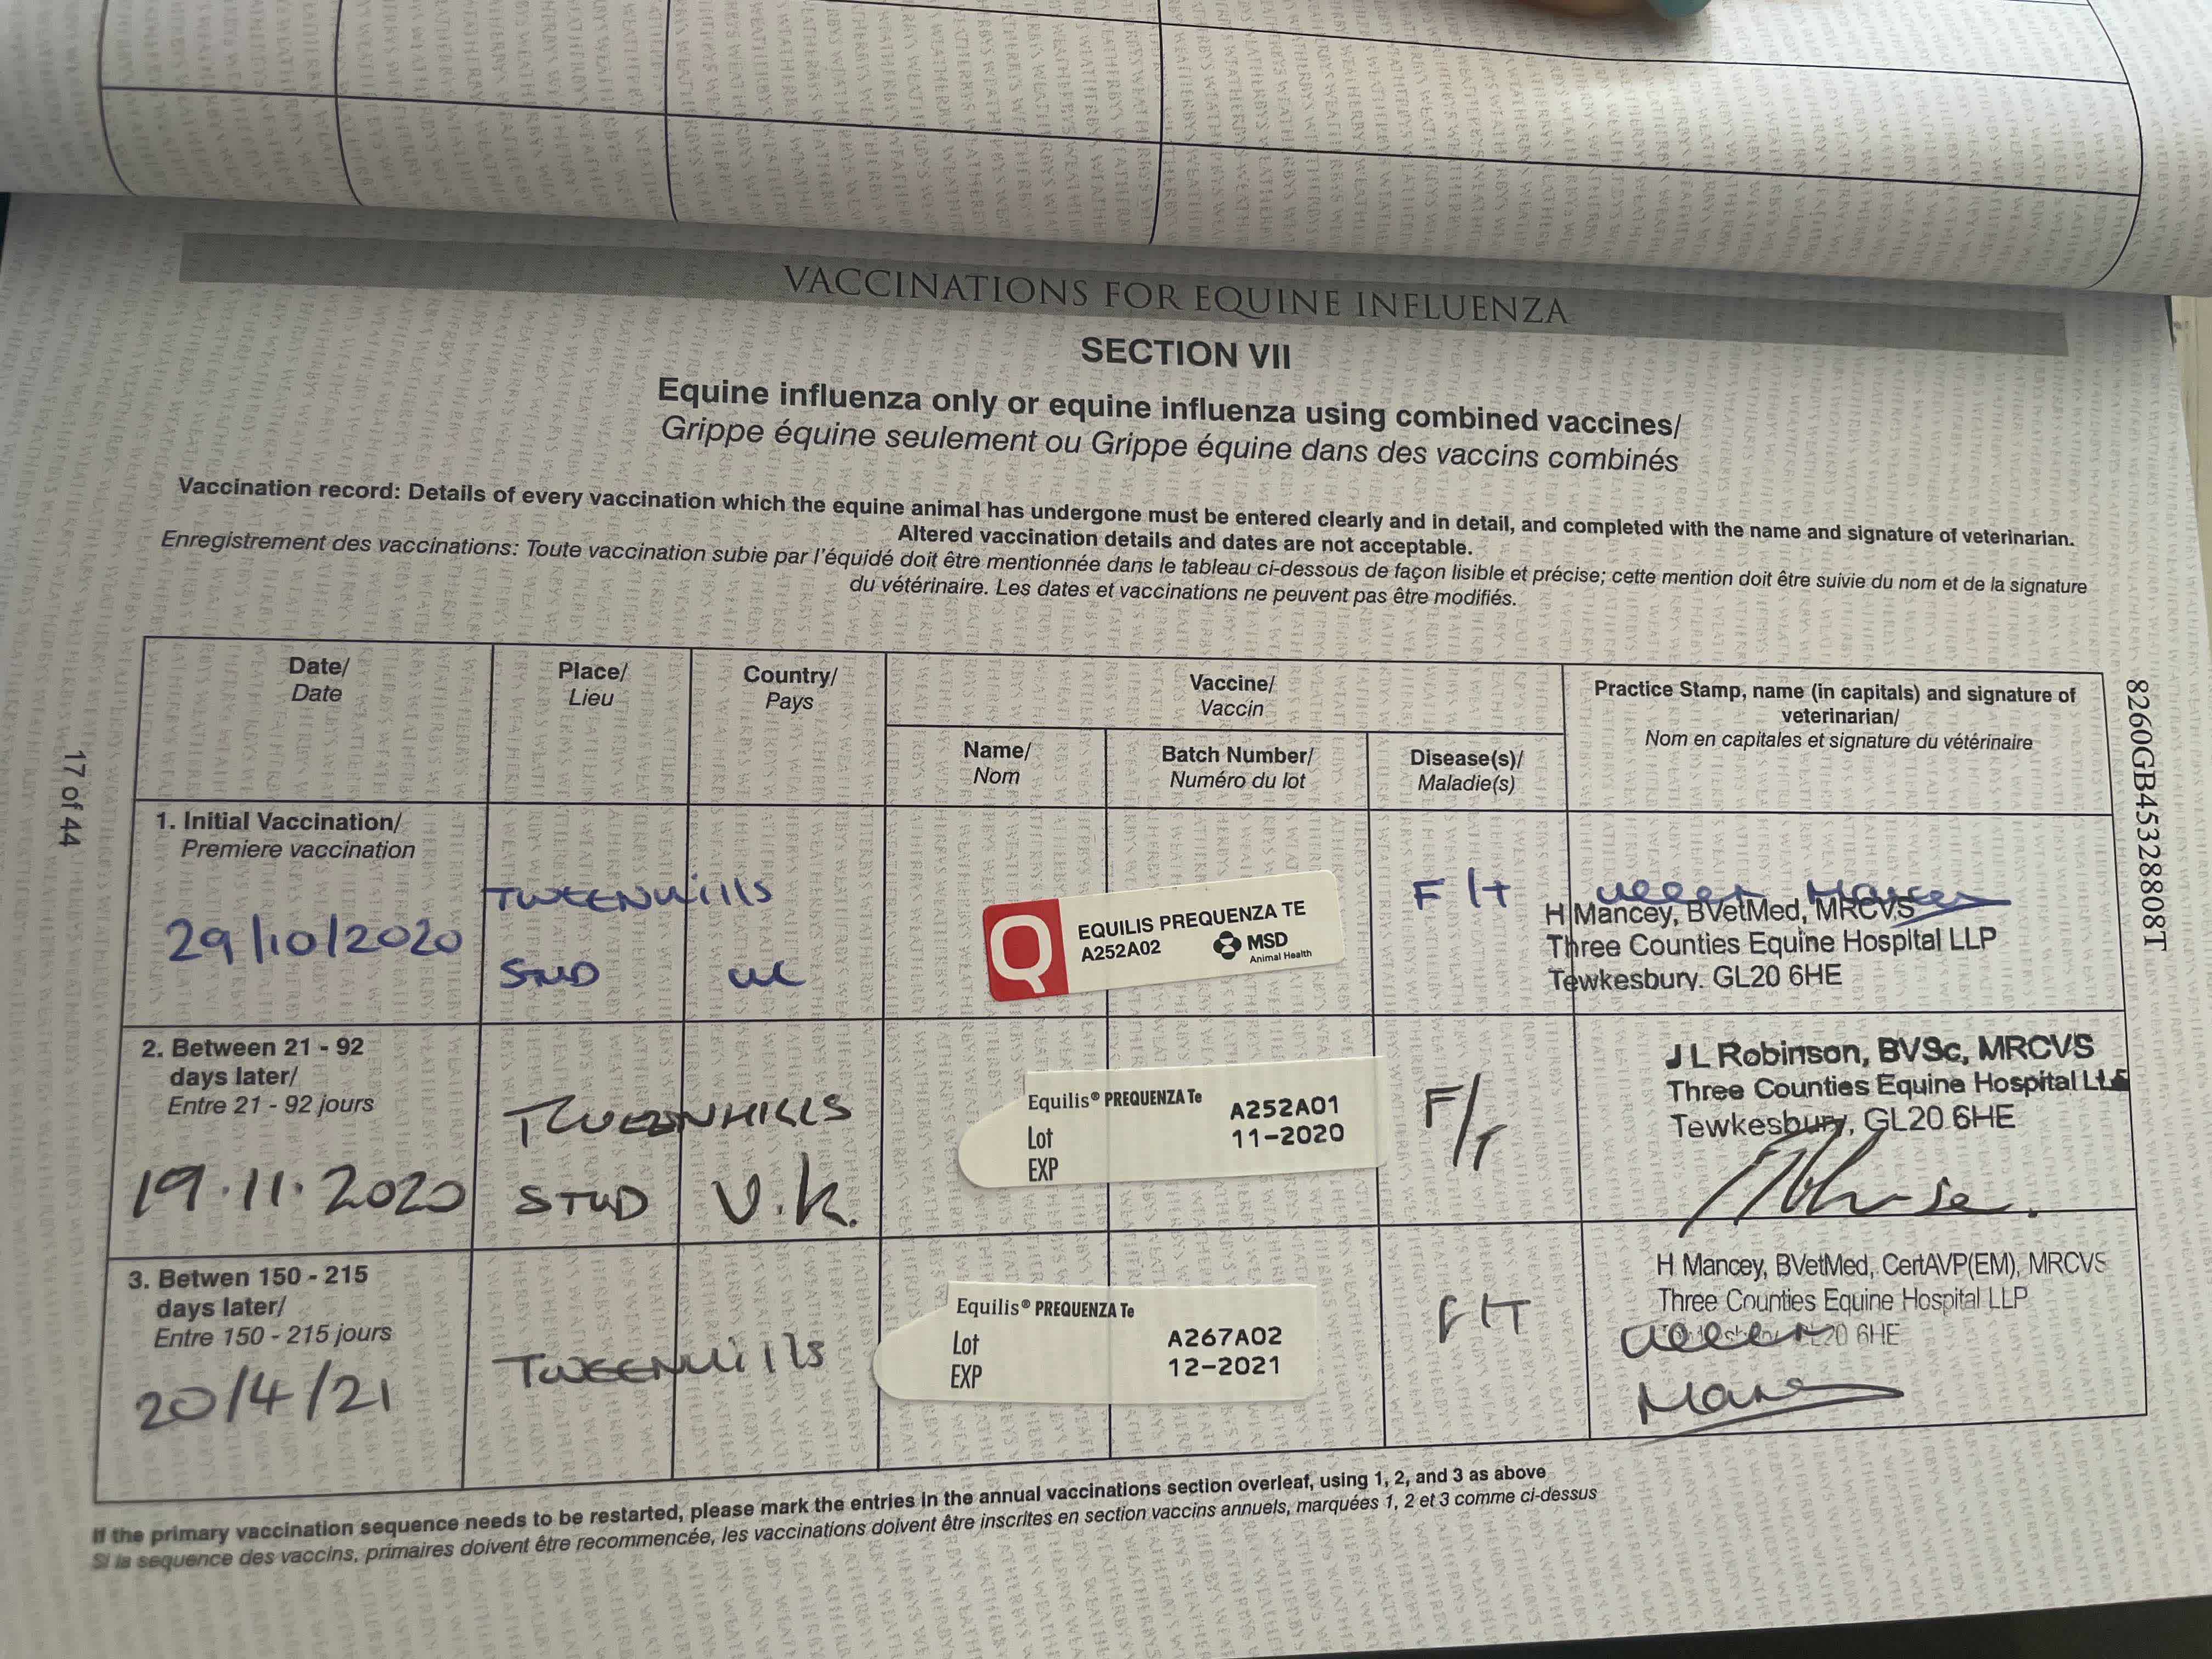 VACCINATIONS FOR EQUINE INFLUENZA
SECTION VII
Equine influenza only or equine influenza using combined vaccines/
Grippe équine seulement ou Grippe équine dans des vaccins combinés
Vaccination record: Details of every vaccination which the equine animal has undergone must be entered clearly and in detail, and completed with the name and signature of veterinarian.
Altered vaccination details and dates are not acceptable.
Enregistrement des vaccinations: Toute vaccination subie par l'équidé doit être mentionnée dans le tableau ci-dessous de façon lisible et précise; cette mention doit être suivie du nom et de la signature
du vétérinaire. Les dates et vaccinations ne peuvent pas être modifiés.
Date/
Date
Place/
Lieu
Country/
Pays
Vaccine/
Vaccin
Name/
Nom
Batch Number/
Numéro du lot
Disease(s)/
Maladie(s)
Practice Stamp, name (in capitals) and signature of
veterinarian/
Nom en capitales et signature du vétérinaire
1. Initial Vaccination/
Premiere vaccination
29/10/2020
TWEENHills
STUD
UK
Q
EQUILIS PREQUENZA TE
A252A02
MSD
Animal Health
F/T
H Mancey, BVetMed, MRCVS
Three Counties Equine Hospital LLP
Tewkesbury. GL20 6HE
2. Between 21 - 92
days later/
Entre 21 - 92 jours
19.11.2020
TWEENHILLS
STUD
U.K.
Equilis® PREQUENZA Te
Lot A252A01
EXP 11-2020
F/T
J L Robinson, BVSc, MRCVS
Three Counties Equine Hospital LLP
Tewkesbury, GL20 6HE
3. Betwen 150 - 215
days later/
Entre 150 - 215 jours
20/4/21
TWEENHills
Equilis® PREQUENZA Te
Lot A267A02
EXP 12-2021
F/T
H Mancey, BVetMed, CertAVP(EM), MRCVS
Three Counties Equine Hospital LLP
GL20 6HE
If the primary vaccination sequence needs to be restarted, please mark the entries in the annual vaccinations section overleaf, using 1, 2, and 3 as above
Si la sequence des vaccins, primaires doivent être recommencée, les vaccinations doivent être inscrites en section vaccins annuels, marquées 1, 2 et 3 comme ci-dessus
17 of 44
8260GB45328808T